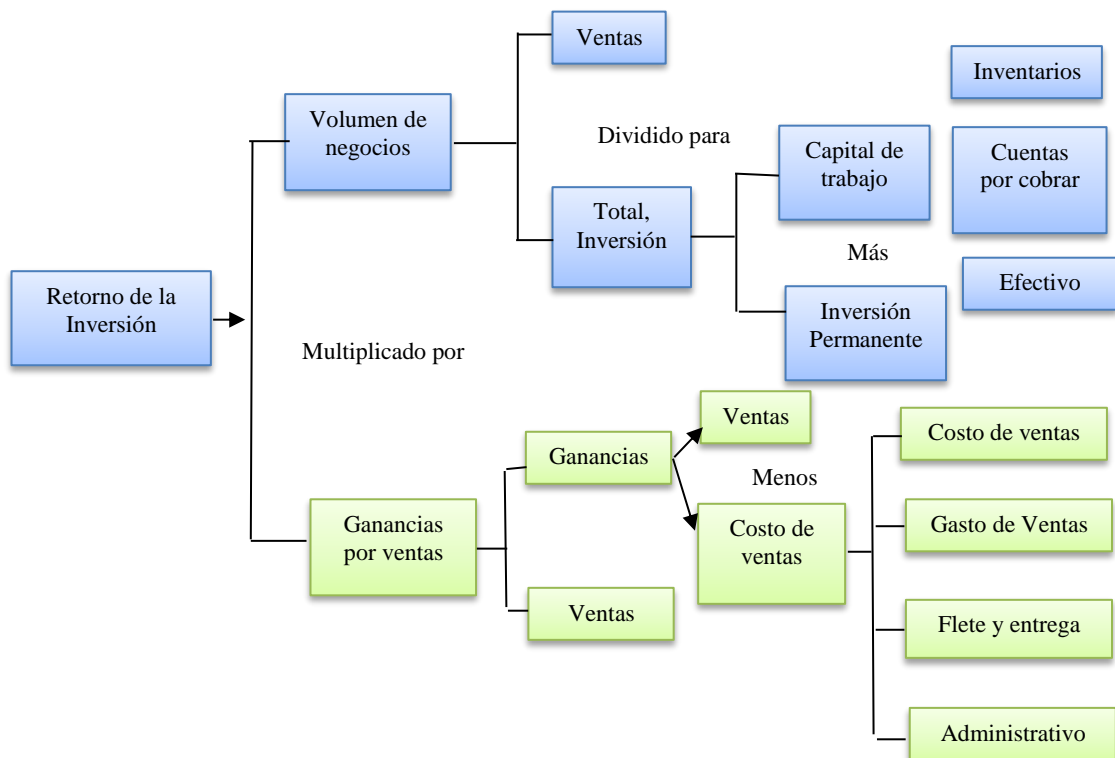 Ventas
Inventarios
Volumen de
negocios
Dividido para
Capital de
trabajo
Cuentas
por cobrar
Total,
Inversión
Más
Efectivo
Retorno de la
Inversión
Inversión
Permanente
Multiplicado por
Ventas
Costo de ventas
Ganancias
Menos
Ganancias
por ventas
Costo de
ventas
Gasto de Ventas
Ventas
Flete y entrega
Administrativo